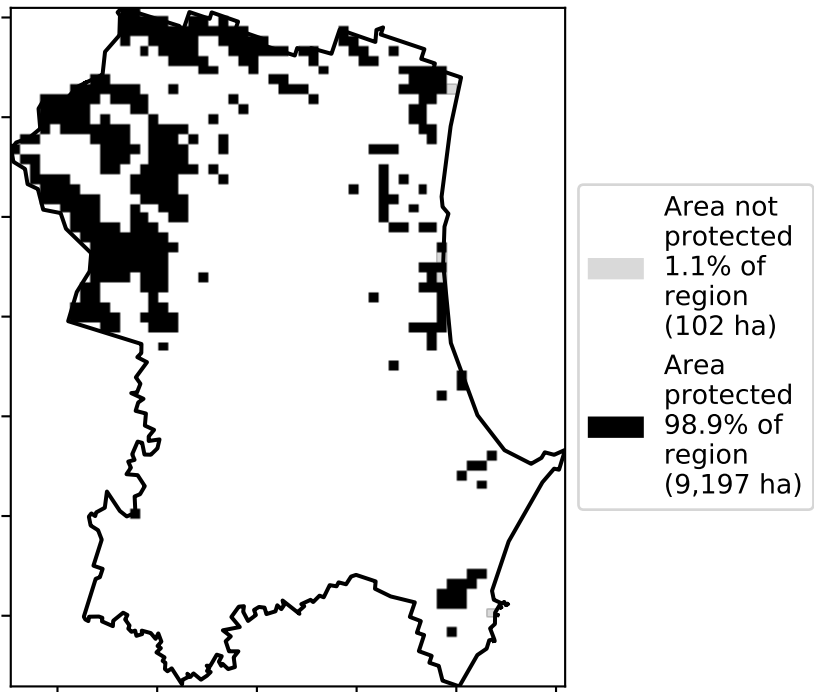 Area not
protected
1.1% of
region
(102 ha)
Area
protected
98.9% of
region
(9,197 ha)